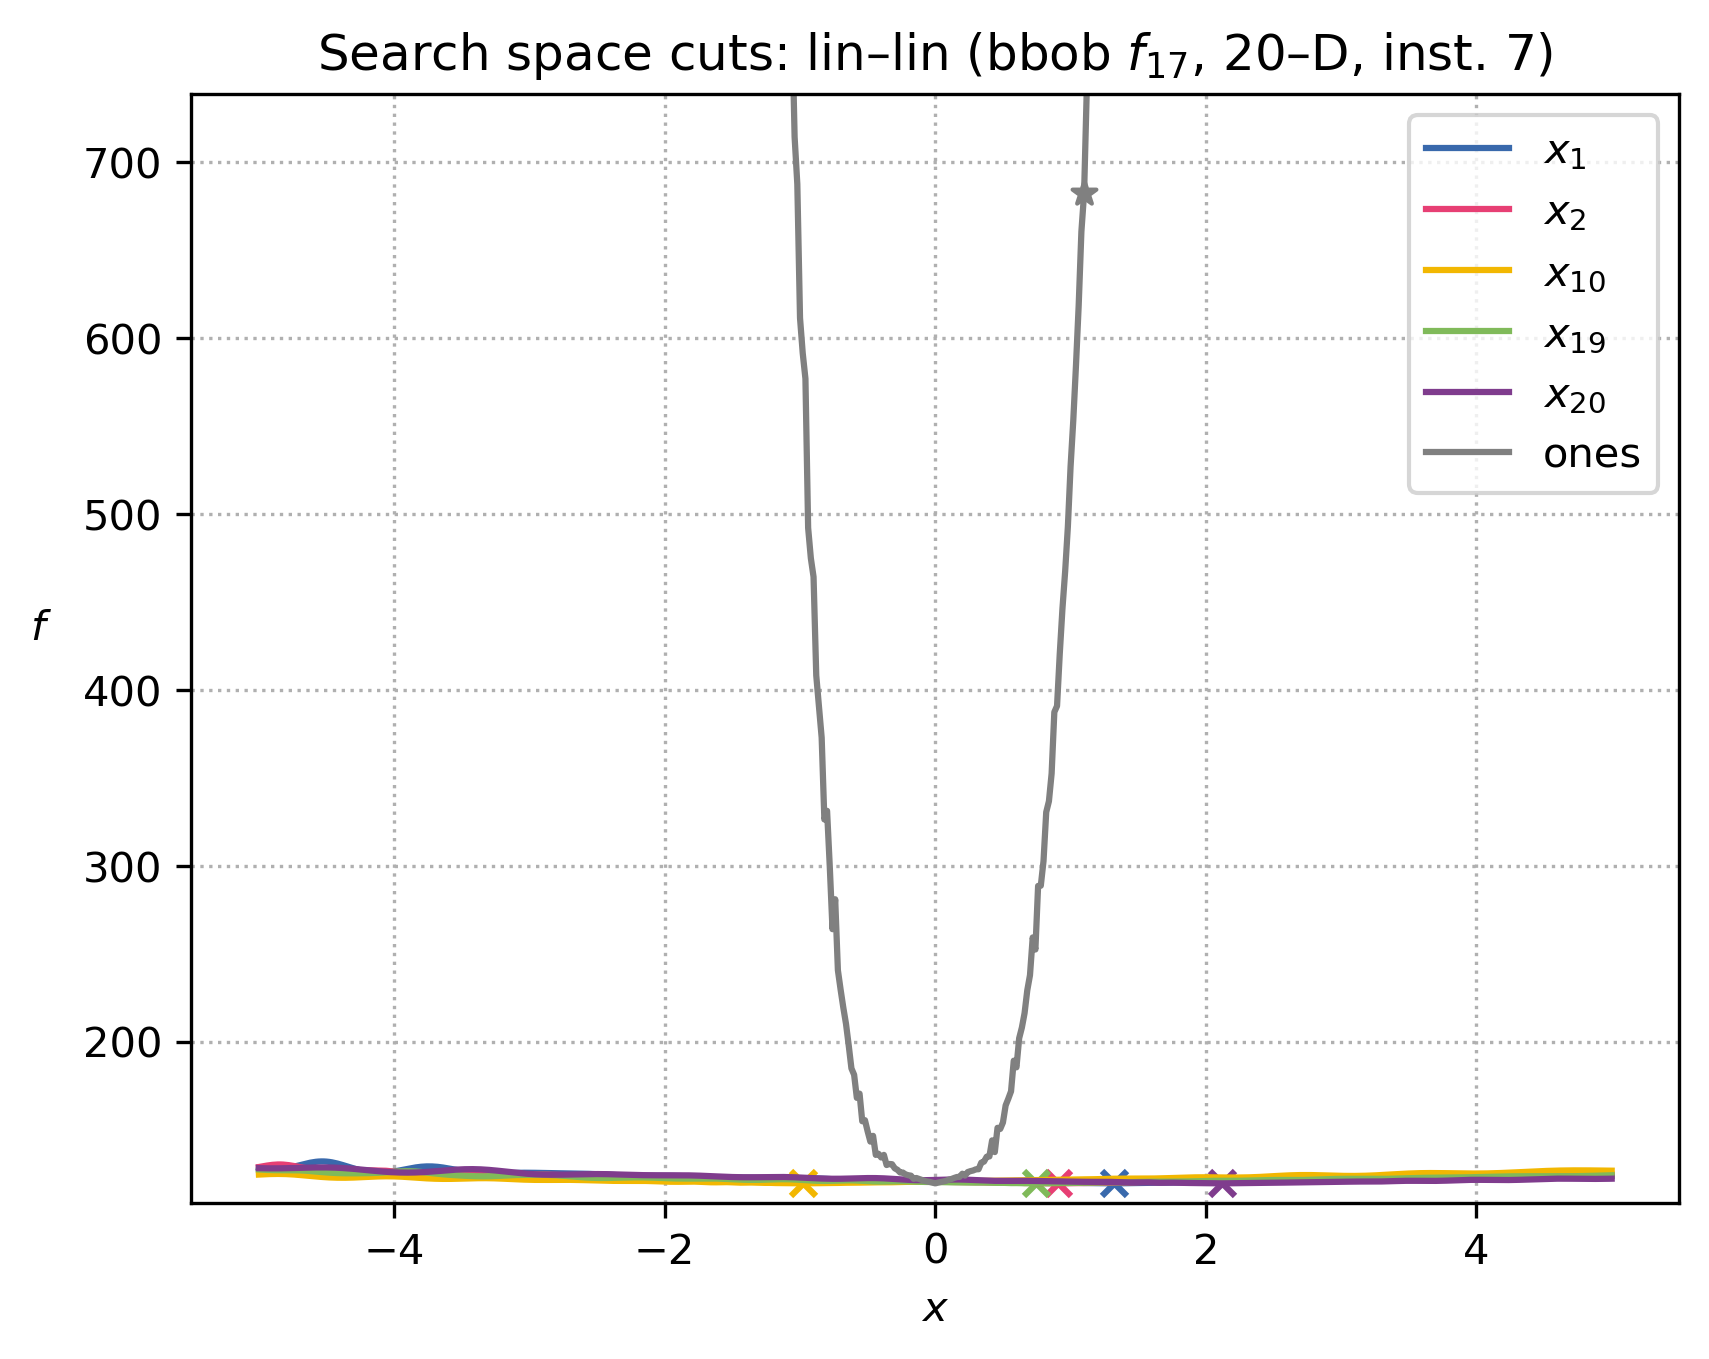 Search space cuts: lin–lin (bbob f17, 20–D, inst. 7)
700
600
500
400
300
200
f
−4
−2
0
2
4
x
x1
x2
x10
x19
x20
ones